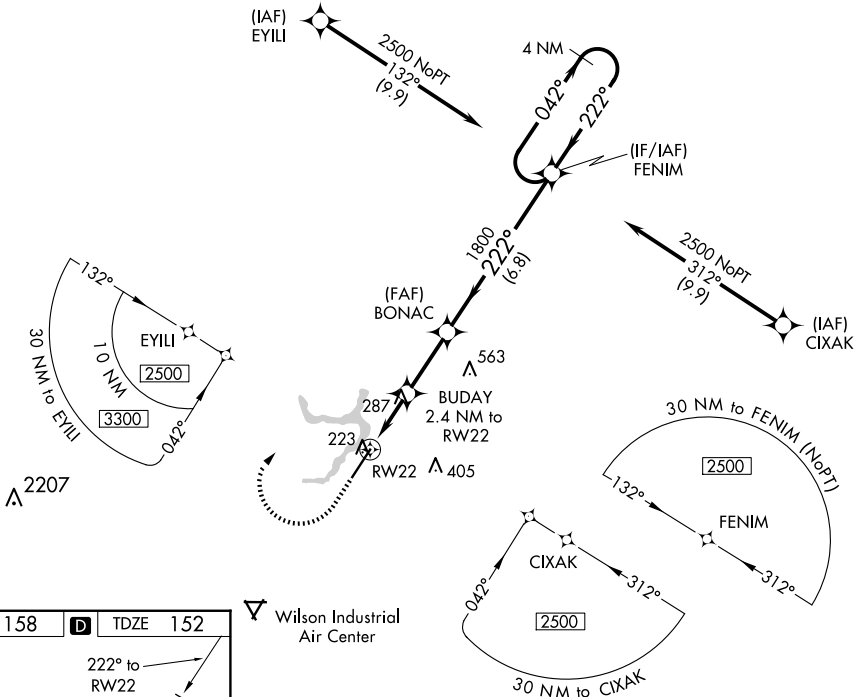 (IAF)
EYILI
2500 NoPT
132°
(9.9)
4 NM
042°
222°
(IF/IAF)
FENIM
1800
222°
(6.8)
2500 NoPT
312°
(9.9)
(IAF)
CIXAK
(FAF)
BONAC
563
287
BUDAY
2.4 NM to
RW22
223
RW22
405
132°
EYILI
10 NM
2500
30 NM to EYILI
3300
042°
2207
30 NM to FENIM (NoPT)
2500
132°
FENIM
312°
CIXAK
042°
312°
2500
30 NM to CIXAK
158 D TDZE 152
222° to
RW22
Wilson Industrial
Air Center